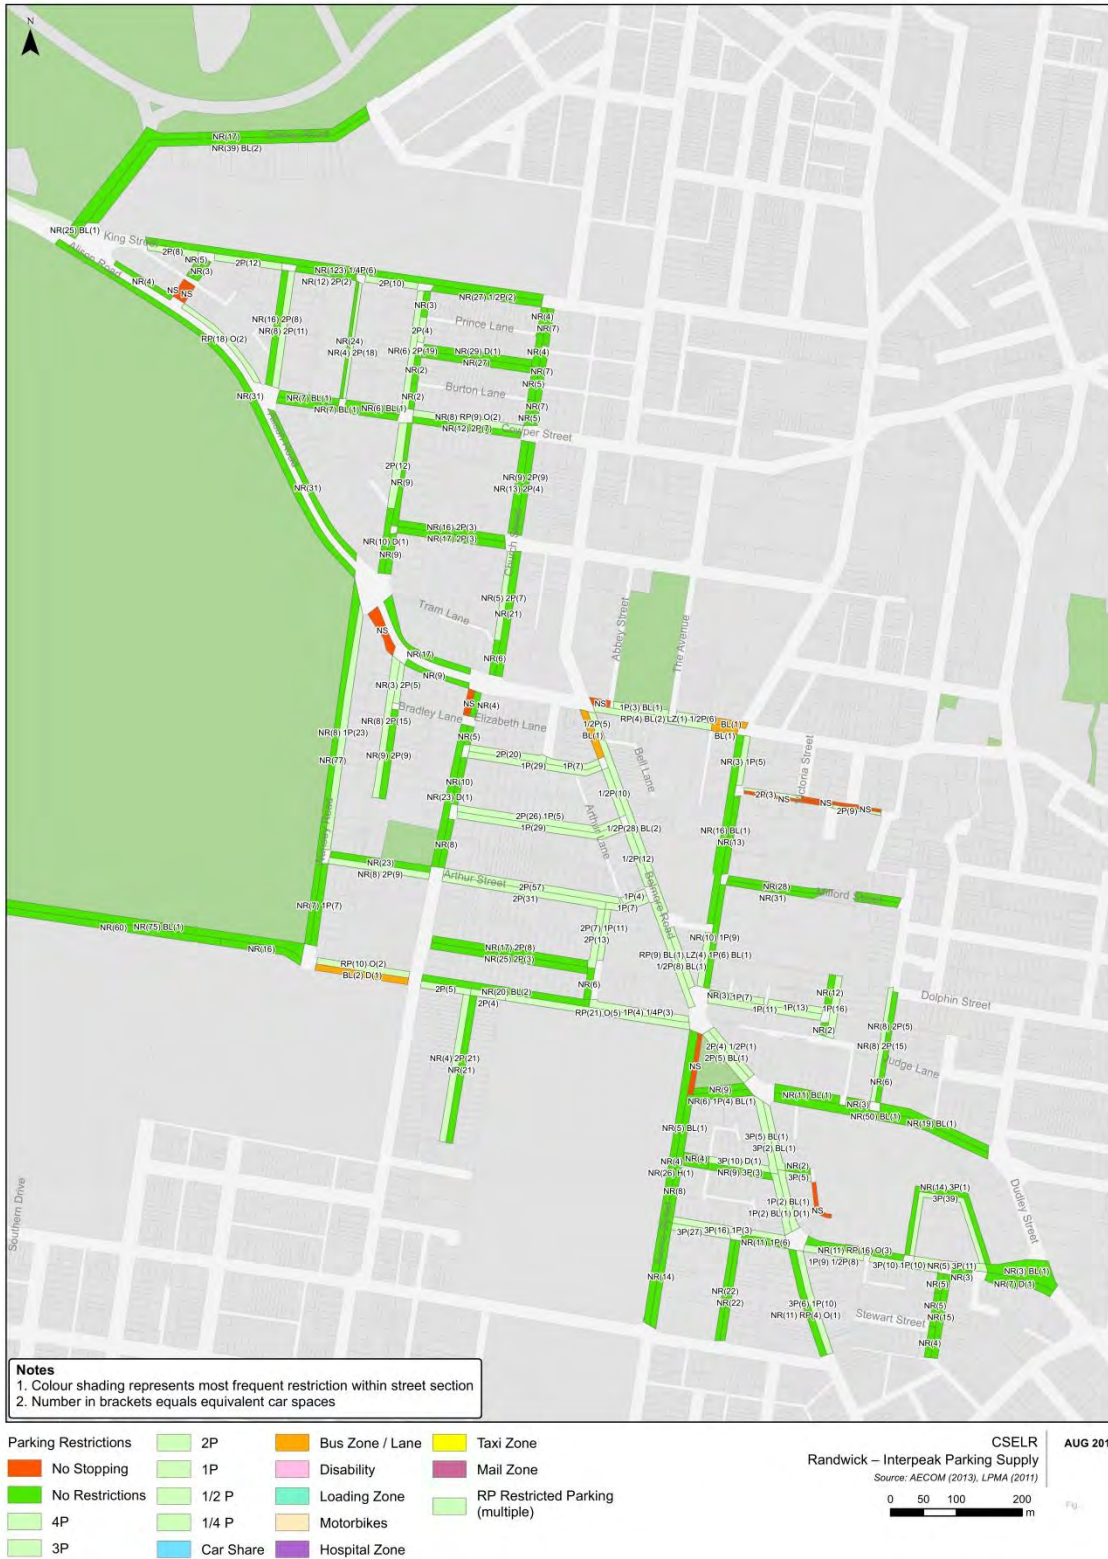 N
NR(17)
NR(39) BL(2)
NR(25) BL(1)
King Street
Alison Road
2P(8)
NR(5)
NR(3)
2P(12)
NR(4)
NS
NS
NR(123) 1/4P(6)
NR(12) 2P(2)
2P(10)
NR(27) 1/2P(2)
NR(3)
NR(4)
NR(7)
Prince Lane
2P(4)
NR(16) 2P(8)
NR(8) 2P(11)
NR(24)
NR(4) 2P(18)
RP(18) O(2)
NR(6) 2P(19)
NR(29) D(1)
NR(27)
NR(4)
NR(7)
NR(2)
NR(5)
Burton Lane
NR(31)
NR(7) BL(1)
NR(7) BL(1)
NR(6) BL(1)
NR(2)
NR(7)
NR(8) RP(9) O(2)
NR(5)
NR(12) 2P(7)
Cowper Street
2P(12)
NR(9)
NR(31)
NR(9) 2P(9)
NR(13) 2P(4)
NR(16) 2P(3)
NR(17) 2P(3)
NR(10) D(1)
NR(9)
Church Street
NR(5) 2P(7)
NR(21)
Tram Lane
Abbey Street
The Avenue
NS
NR(17)
NR(9)
NR(6)
NR(3) 2P(5)
NS
NR(4)
Bradley Lane
Elizabeth Lane
NS
1P(3) BL(1)
RP(4) BL(2) LZ(1) 1/2P(6)
BL(1)
BL(1)
1/2P(5)
BL(1)
NR(8) 2P(15)
NR(8) 1P(23)
NR(77)
NR(9) 2P(9)
NR(5)
2P(20)
1P(29)
1P(7)
Bell Lane
NR(3) 1P(5)
Victoria Street
2P(3)
NS
NS
NS
2P(9)
NR(10)
NR(23) D(1)
1/2P(10)
2P(26) 1P(5)
1P(29)
1/2P(28) BL(2)
Arthur Lane
NR(16) BL(1)
NR(13)
NR(8)
1/2P(12)
NR(23)
NR(8) 2P(9)
Arthur Street
2P(57)
2P(31)
1P(4)
1P(7)
Belmore Road
NR(28)
NR(31)
NR(7) 1P(7)
2P(7) 1P(11)
2P(13)
NR(60)
NR(75) BL(1)
NR(16)
NR(17) 2P(8)
NR(25) 2P(3)
NR(10) 1P(9)
RP(9) BL(1) LZ(4) 1P(6) BL(1)
1/2P(8) BL(1)
RP(10) O(2)
BL(2) D(1)
NR(6)
2P(5)
NR(20) BL(2)
2P(4)
RP(21) O(5) 1P(4) 1/4P(3)
NR(3)
1P(7)
1P(11)
1P(13)
NR(12)
1P(16)
NR(2)
Dolphin Street
NR(8) 2P(5)
NR(8) 2P(15)
Judge Lane
NR(4) 2P(21)
NR(21)
2P(4) 1/2P(1)
2P(5) BL(1)
NS
NR(9)
NR(6) 1P(4) BL(1)
NR(6)
NR(11) BL(1)
NR(3)
NR(50) BL(1)
NR(19) BL(1)
NR(5) BL(1)
3P(5) BL(1)
3P(2) BL(1)
NR(4)
NR(4)
3P(10) D(1)
NR(9) 3P(3)
NR(2)
3P(5)
NR(26) H(1)
NR(8)
1P(2) BL(1)
1P(2) BL(1) D(1)
NS
NR(14) 3P(1)
3P(39)
Dudley Street
Southern Drive
3P(27)
3P(16) 1P(3)
NR(11) 1P(6)
NR(11) RP(16) O(3)
1P(9) 1/2P(8)
3P(10) 1P(10)
NR(5) 3P(11)
NR(3)
NR(3) BL(1)
NR(7) D(1)
NR(14)
NR(22)
NR(22)
3P(6) 1P(10)
NR(11) RP(4) O(1)
NR(5)
NR(5)
NR(15)
NR(4)
Stewart Street
Notes
1. Colour shading represents most frequent restriction within street section
2. Number in brackets equals equivalent car spaces
Parking Restrictions
No Stopping
No Restrictions
4P
3P
2P
1P
1/2 P
1/4 P
Car Share
Bus Zone / Lane
Disability
Loading Zone
Motorbikes
Hospital Zone
Taxi Zone
Mail Zone
RP Restricted Parking
(multiple)
CSELR
Randwick – Interpeak Parking Supply
Source: AECOM (2013), LPMA (2011)
AUG 201
0 50 100 200
m
Fig